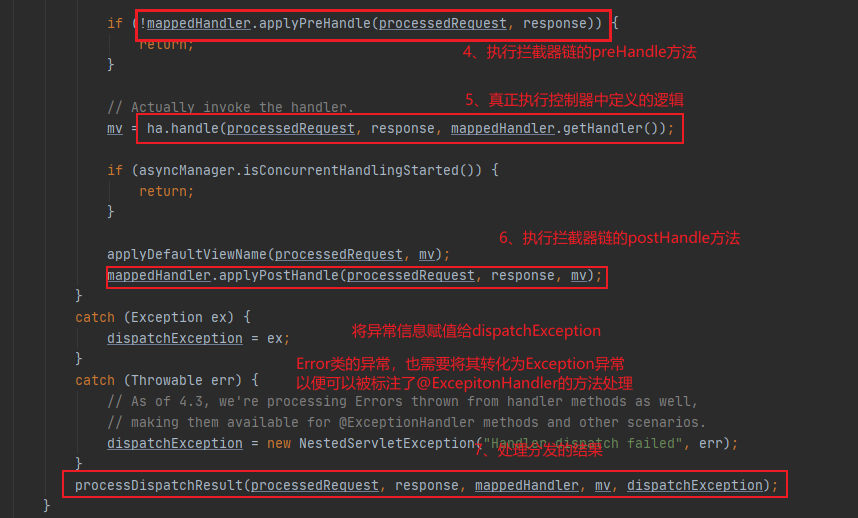 if (!mappedHandler.applyPreHandle(processedRequest, response)) {
return;
4、执行拦截器链的preHandle方法
}
5、真正执行控制器中定义的逻辑
// Actually invoke the handler.
mv = ha.handle(processedRequest, response, mappedHandler.getHandler());
if (asyncManager.isConcurrentHandlingStarted()) {
return;
}
6、执行拦截器链的postHandle方法
applyDefaultViewName(processedRequest, mv);
mappedHandler.applyPostHandle(processedRequest, response, mv);
}
catch (Exception ex) {
将异常信息赋值给dispatchException
dispatchException = ex;
}
Error类的异常，也需要将其转化为Exception异常
catch (Throwable err) {
以便可以被标注了@ExcepitonHandler的方法处理
// As of 4.3, we're processing Errors thrown from handler methods as well,
// making them available for @ExceptionHandler methods and other scenarios.
dispatchException = new NestedServletException("Handler dispatch failed", err);
7、处理分发的结果
}
processDispatchResult(processedRequest, response, mappedHandler, mv, dispatchException);
}